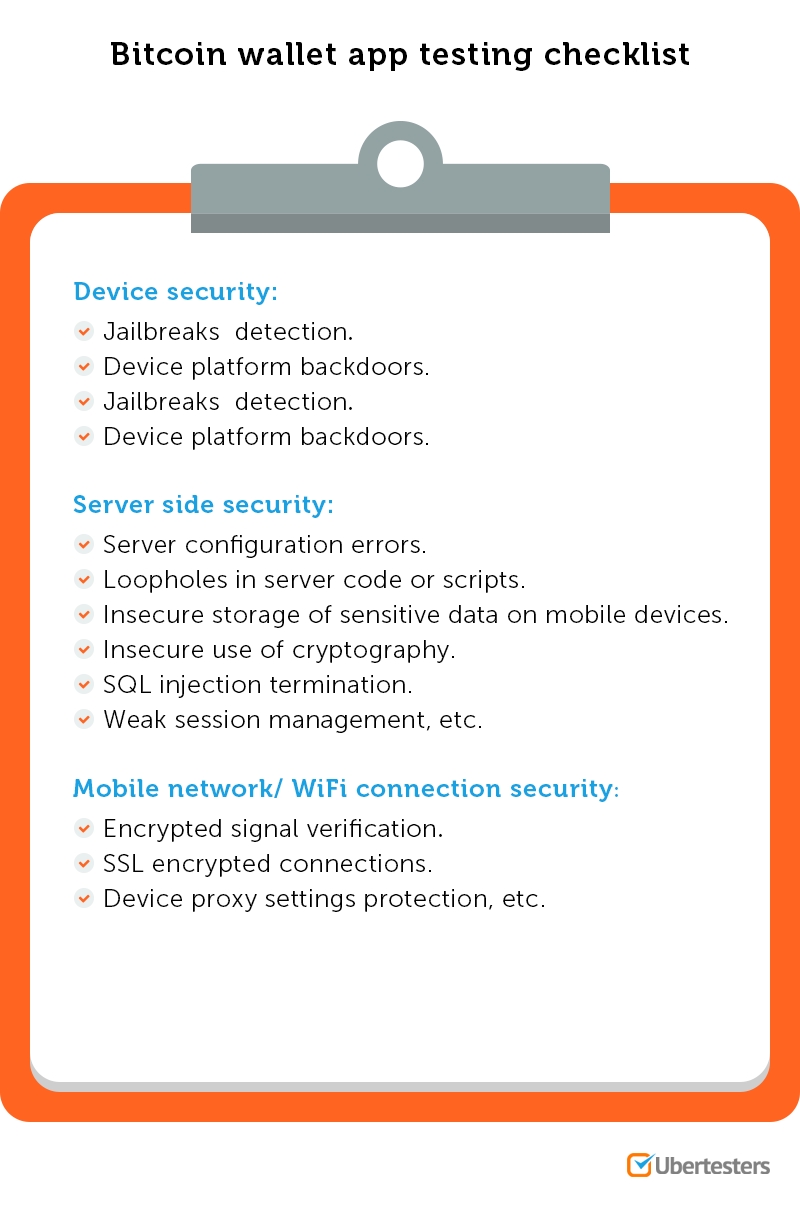 Bitcoin wallet app testing checklist
Device security:
Jailbreaks  detection.
Device platform backdoors.
Jailbreaks  detection.
Device platform backdoors.
Server side security:
Server configuration errors.
Loopholes in server code or scripts.
Insecure storage of sensitive data on mobile devices.
Insecure use of cryptography.
SQL injection termination.
Weak session management, etc.
Mobile network/ WiFi connection security:
Encrypted signal verification.
SSL encrypted connections.
Device proxy settings protection, etc.
Ubertesters